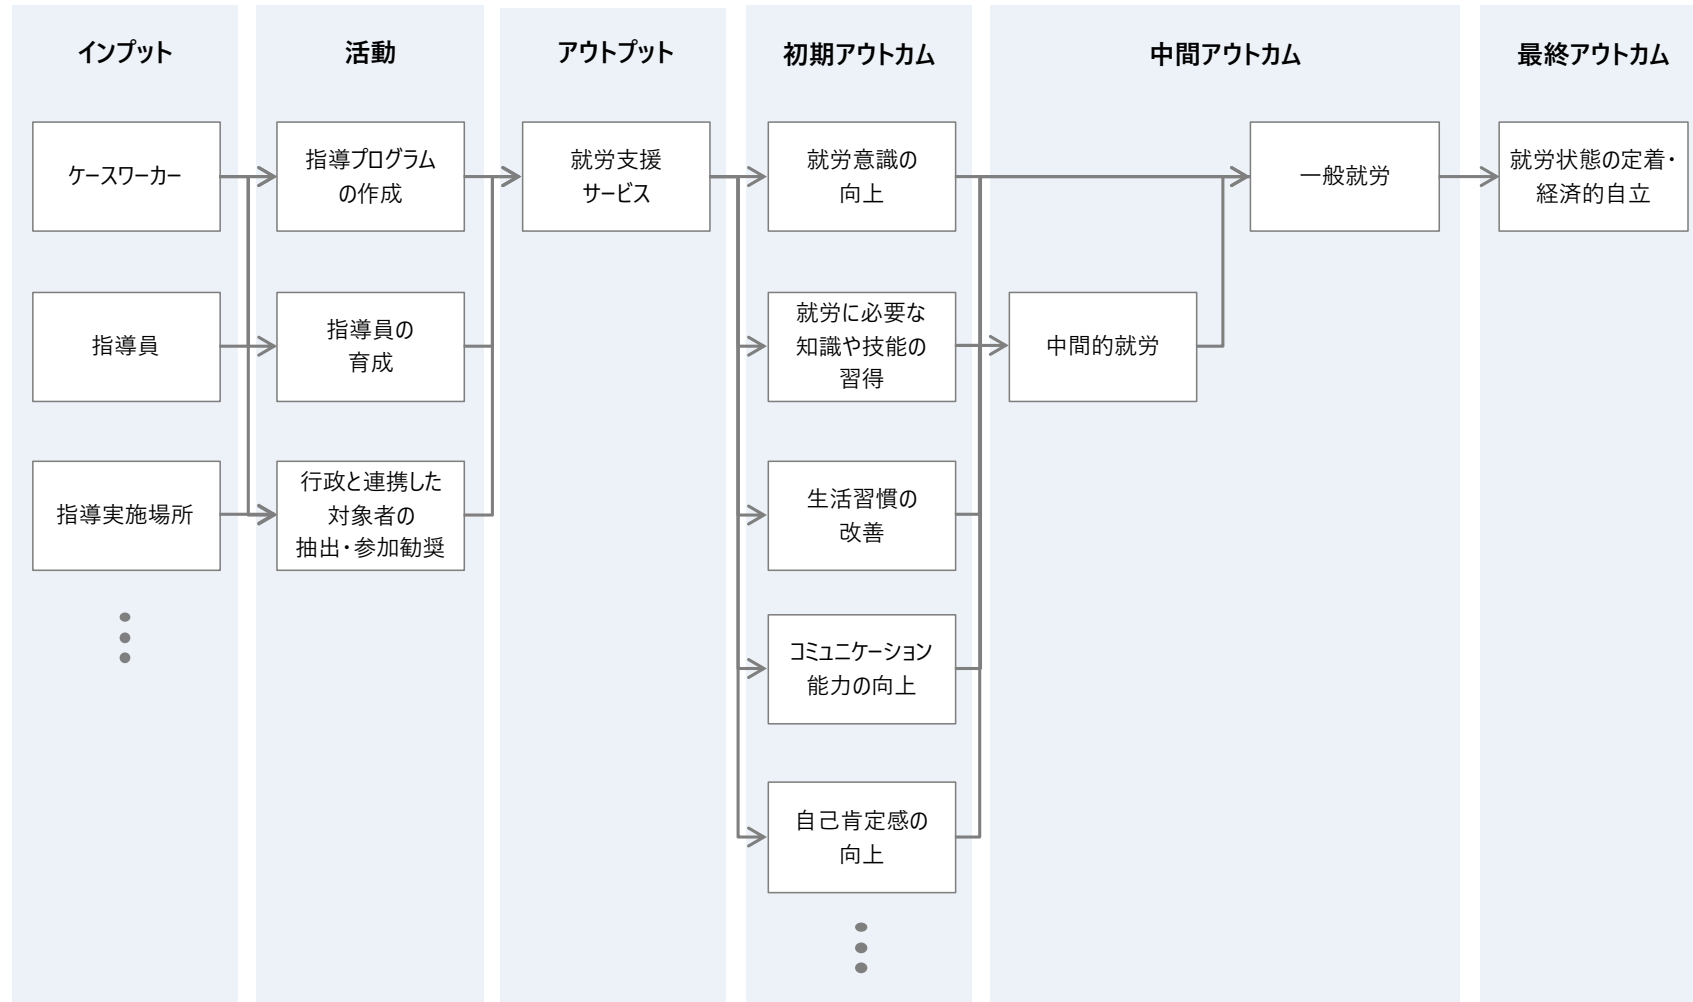 インプット
活動
アウトプット
初期アウトカム
中間アウトカム
最終アウトカム
ケースワーカー
指導員
指導実施場所
指導プログラム
の作成
指導員の
育成
行政と連携した
対象者の
抽出・参加勧奨
就労支援
サービス
就労意識の
向上
就労に必要な
知識や技能の
習得
生活習慣の
改善
コミュニケーション
能力の向上
自己肯定感の
向上
中間的就労
一般就労
就労状態の定着・
経済的自立